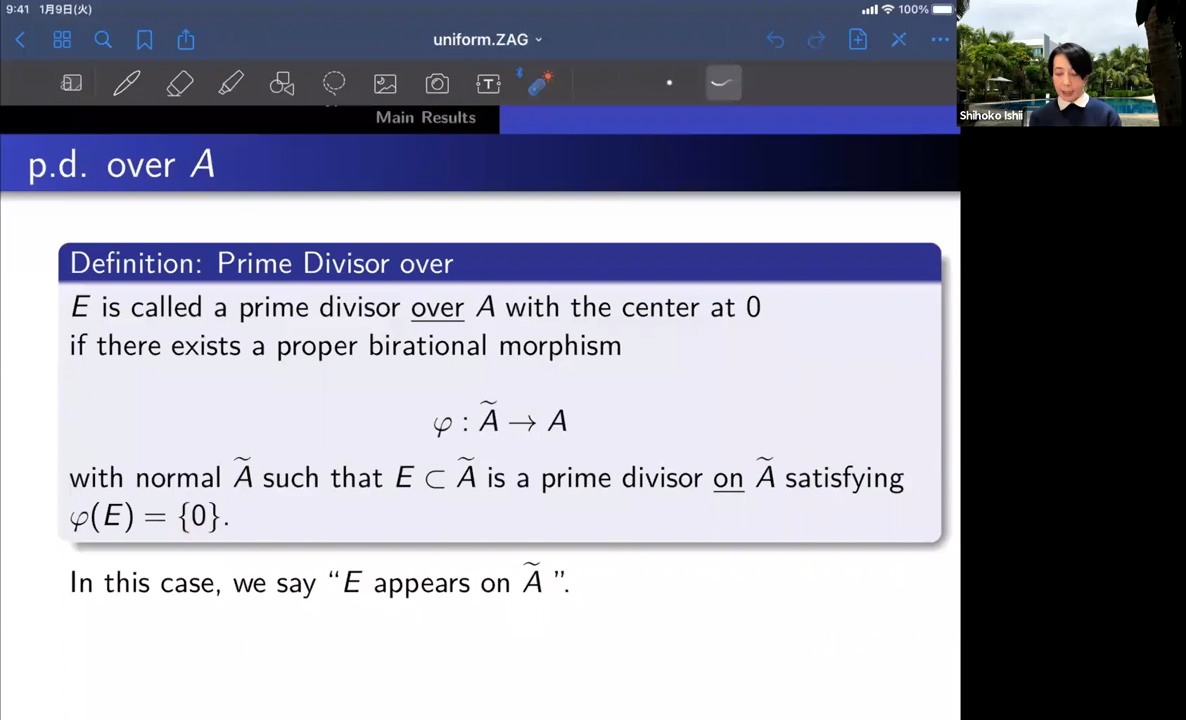 9:41 1月9日(火)
100%
uniform.ZAG
T
Main Results
Shihoko Ishii
p.d. over A
Definition: Prime Divisor over
E is called a prime divisor over A with the center at 0
if there exists a proper birational morphism
φ : Ã → A
with normal Ã such that E ⊂ Ã is a prime divisor on Ã satisfying
φ(E) = {0}.
In this case, we say “E appears on Ã ”.